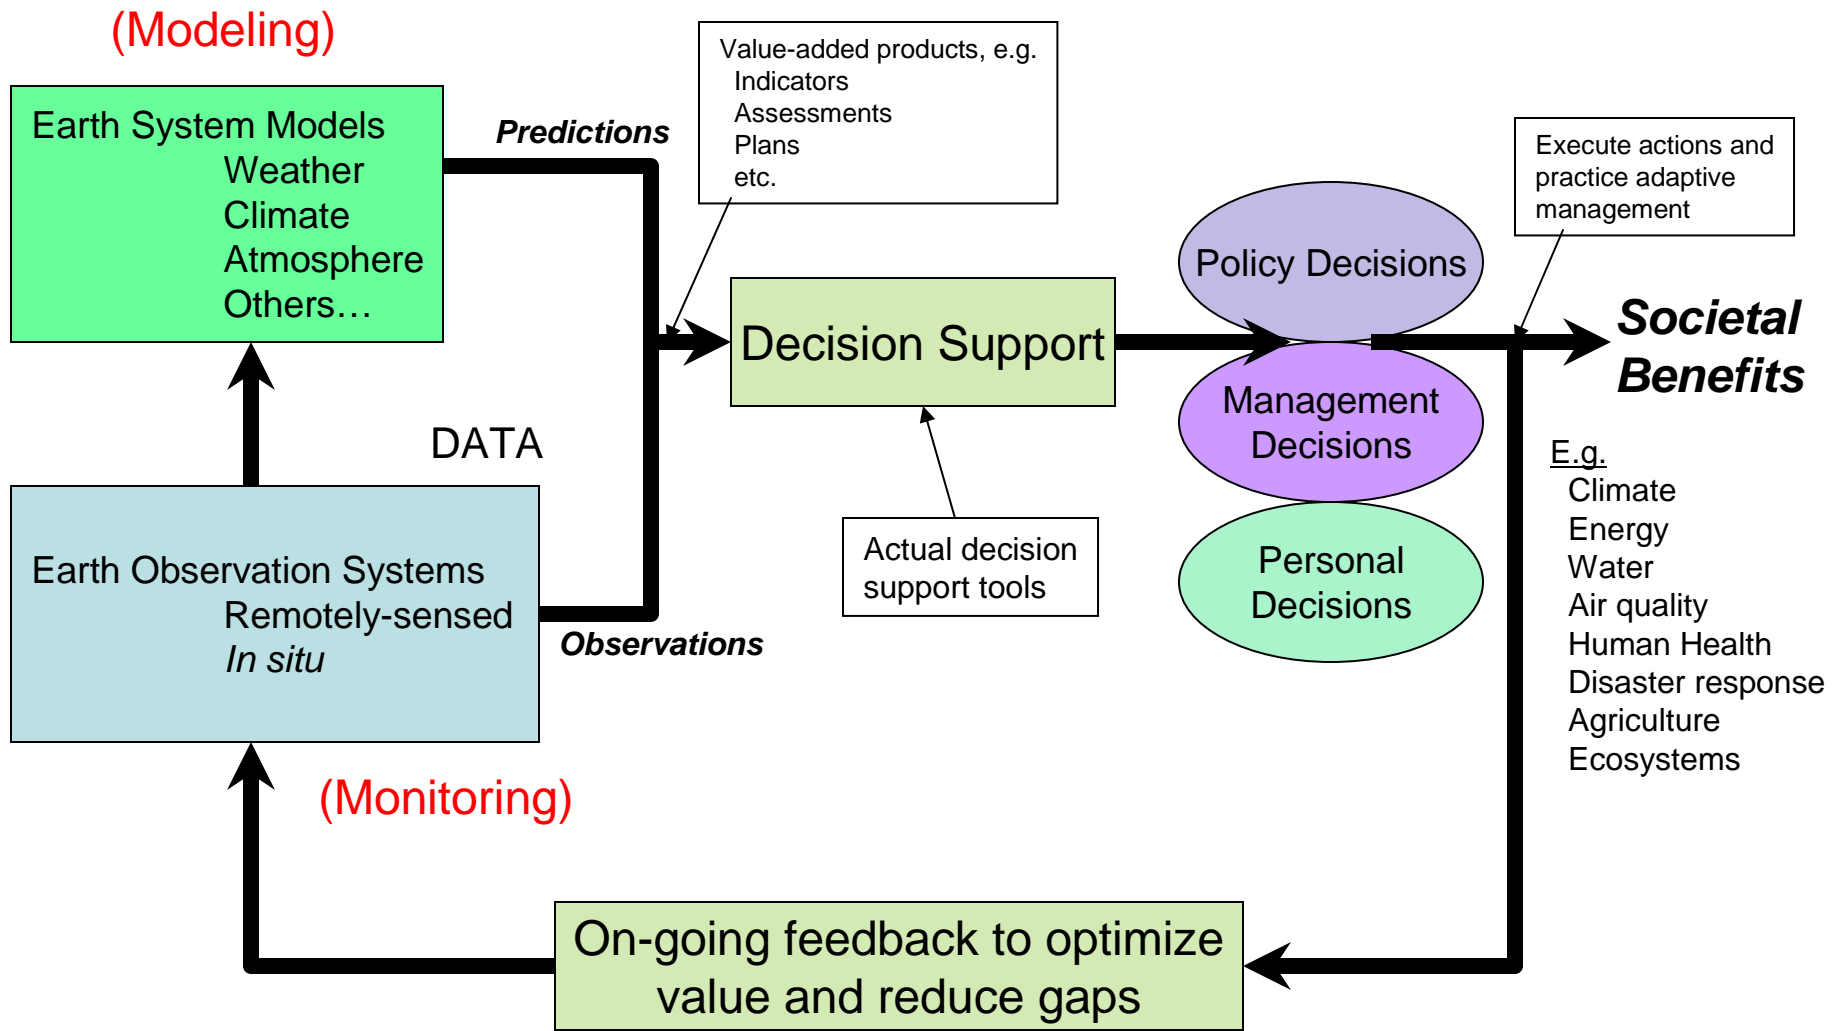 (Modeling)
Earth System Models
Weather
Climate
Atmosphere
Others…
Predictions
Value-added products, e.g.
Indicators
Assessments
Plans
etc.
DATA
Earth Observation Systems
Remotely-sensed
In situ
Observations
(Monitoring)
Decision Support
Actual decision
support tools
Policy Decisions
Management
Decisions
Personal
Decisions
Execute actions and
practice adaptive
management
Societal
Benefits
E.g.
Climate
Energy
Water
Air quality
Human Health
Disaster response
Agriculture
Ecosystems
On-going feedback to optimize
value and reduce gaps